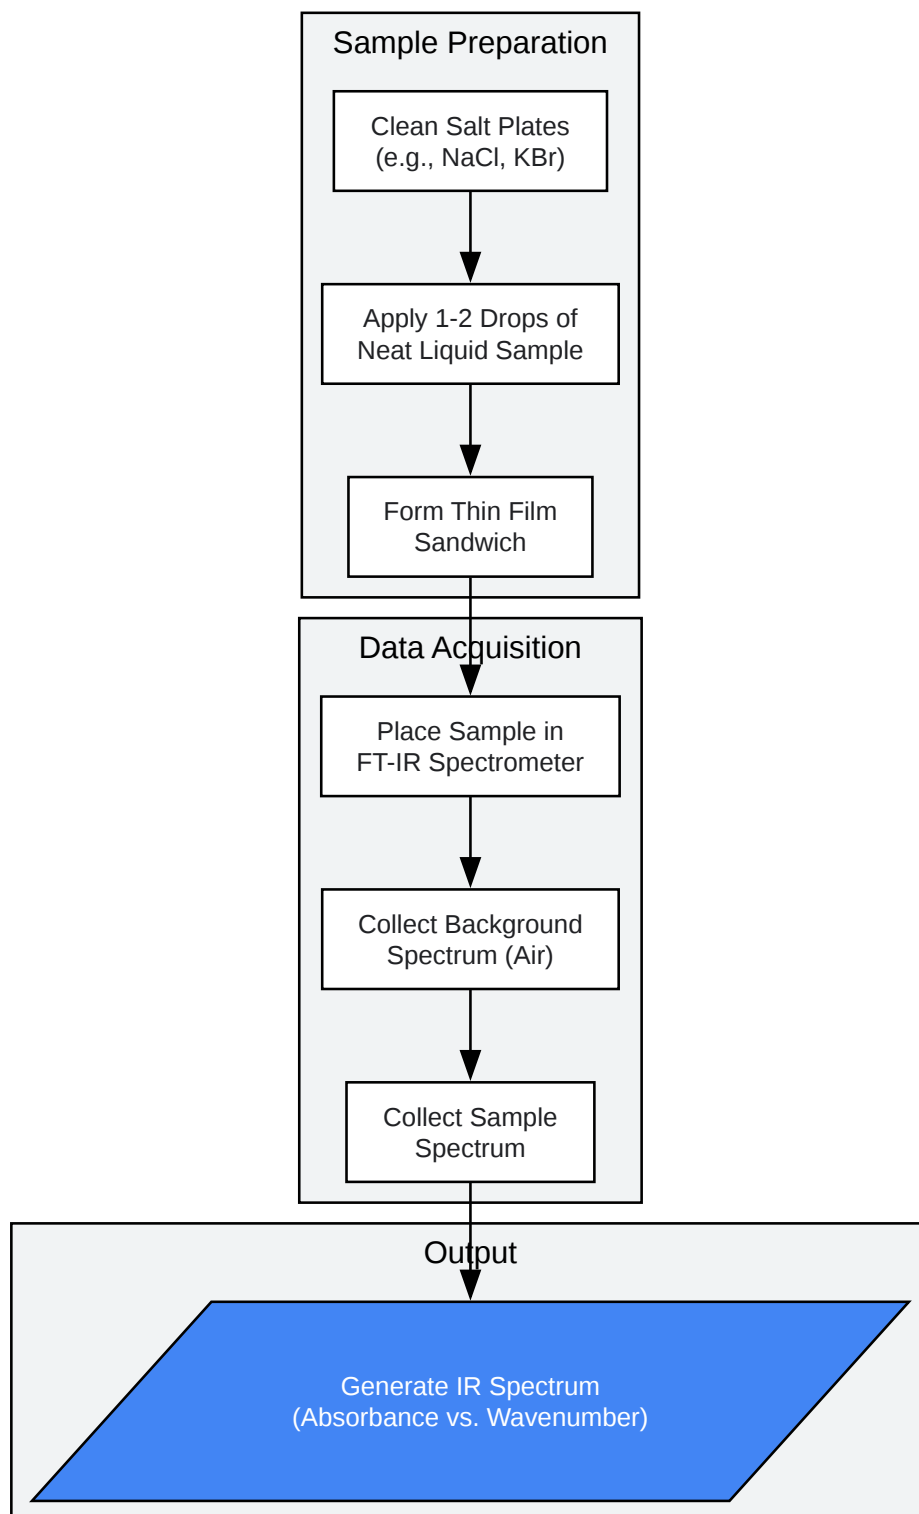 Sample Preparation
Clean Salt Plates
(e.g., NaCl, KBr)
Apply 1-2 Drops of
Neat Liquid Sample
Form Thin Film
Sandwich
Data Acquisition
Place Sample in
FT-IR Spectrometer
Collect Background
Spectrum (Air)
Collect Sample
Spectrum
Output
Generate IR Spectrum
(Absorbance vs. Wavenumber)